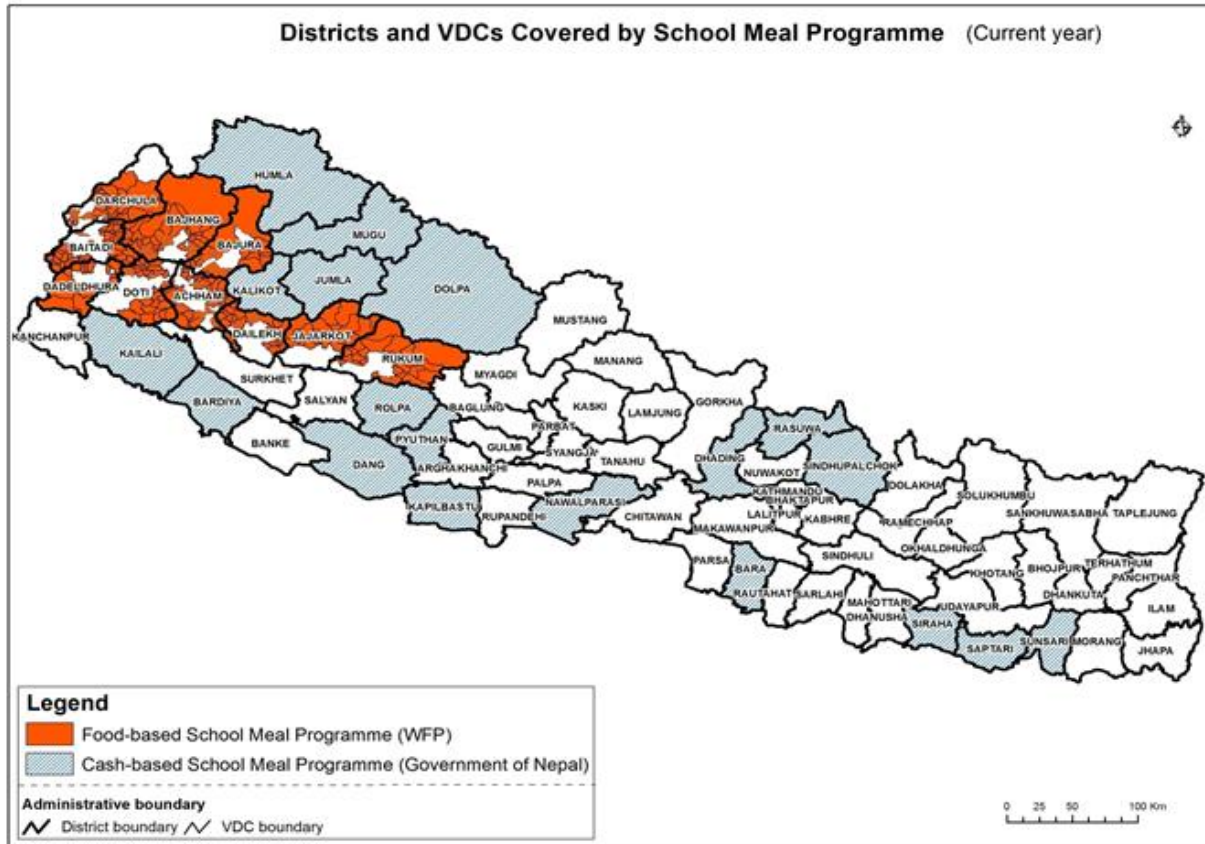 Districts and VDCs Covered by School Meal Programme (Current year)
HUMLA
DARCHULA
BAJHANG
MUGU
BAITADI
BAJURA
JUMLA
DOLPA
DADELDHURA
DOTI
ACHHAM
KALIKOT
MUSTANG
KANCHANPUR
DAILEKH
JAJARKOT
KAILALI
RUKUM
MANANG
SURKHET
MYAGDI
BARDIYA
SALYAN
ROLPA
BAGLUNG
KASKI
LAMJUNG
GORKHA
PARBAT
RASUWA
BANKE
PYUTHAN
GULMI
SYANGJA
TANAHU
DHADING
NUWAKOT
SINDHUPALCHOK
DANG
ARGHAKHANCHI
PALPA
DOLAKHA
KATHMANDU
SOLUKHUMBU
KAPILBASTU
NAWALPARASI
BHAKTAPUR
RUPANDEHI
CHITAWAN
LALITPUR
KABHRE
SANKHUWASABHA
TAPLEJUNG
MAKAWANPUR
RAMECHHAP
OKHALDHUNGA
PARSA
BARA
SINDHULI
KHOTANG
BHOJPUR
TERHATHUM
PANCHTHAR
RAUTAHAT
SARLAHI
MAHOTTARI
DHANUSHA
UDAYAPUR
DHANKUTA
ILAM
SIRAHA
SAPTARI
SUNSARI
MORANG
JHAPA
Legend
Food-based School Meal Programme (WFP)
Cash-based School Meal Programme (Government of Nepal)
Administrative boundary
District boundary VDC boundary
0 25 50 100 Km